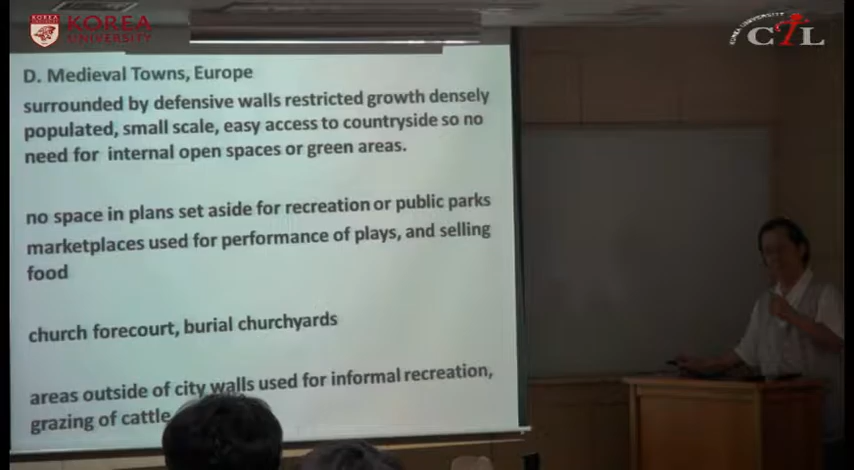 KOREA
UNIVERSITY
KOREA UNIVERSITY
CTL
D. Medieval Towns, Europe
surrounded by defensive walls restricted growth densely
populated, small scale, easy access to countryside so no
need for internal open spaces or green areas.
no space in plans set aside for recreation or public parks
marketplaces used for performance of plays, and selling
food
church forecourt, burial churchyards
areas outside of city walls used for informal recreation,
grazing of cattle